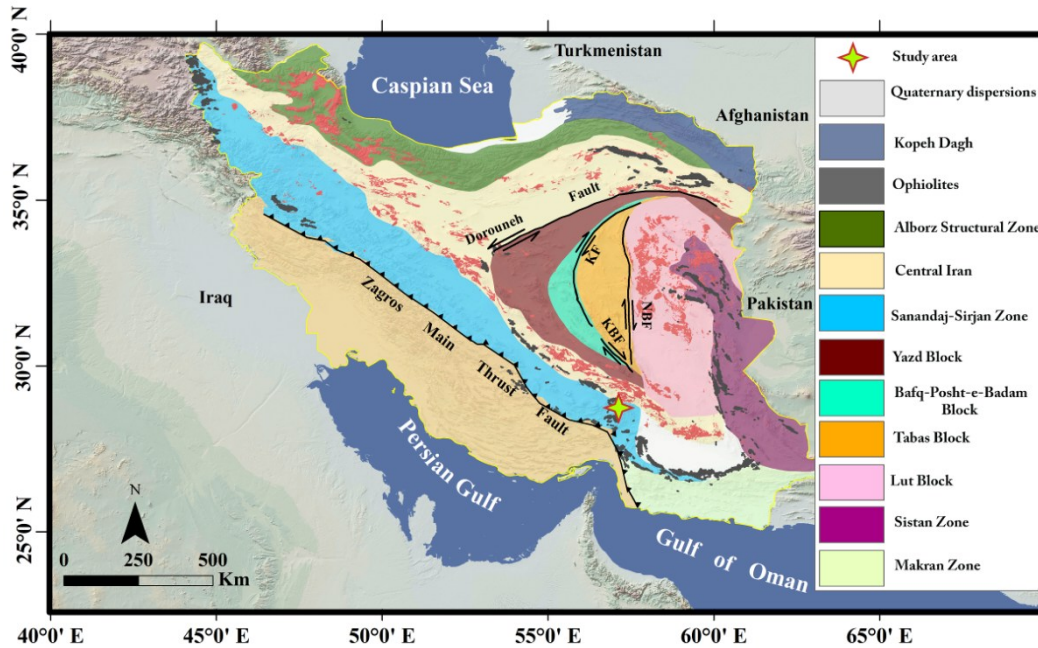 40°0' N
35°0' N
30°0' N
25°0' N
Turkmenistan
Caspian Sea
Afghanistan
Fault
Dorouneh
KF
Iraq
Pakistan
NBF
KBF
Zagros
Main
Thrust
Fault
Persian Gulf
Gulf of Oman
N
0 250 500
Km
Study area
Quaternary dispersions
Kopeh Dagh
Ophiolites
Alborz Structural Zone
Central Iran
Sanandaj-Sirjan Zone
Yazd Block
Bafq-Posht-e-Badam
Block
Tabas Block
Lut Block
Sistan Zone
Makran Zone
40°0' E 45°0' E 50°0' E 55°0' E 60°0' E 65°0' E